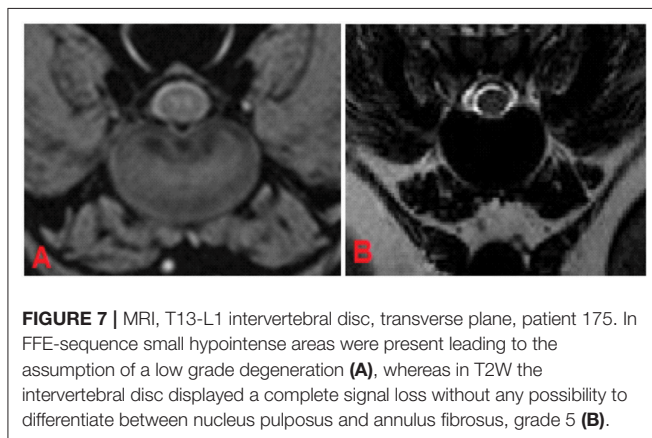 A
B
FIGURE 7 | MRI, T13-L1 intervertebral disc, transverse plane, patient 175. In
FFE-sequence small hypointense areas were present leading to the
assumption of a low grade degeneration (A), whereas in T2W the
intervertebral disc displayed a complete signal loss without any possibility to
differentiate between nucleus pulposus and annulus fibrosus, grade 5 (B).